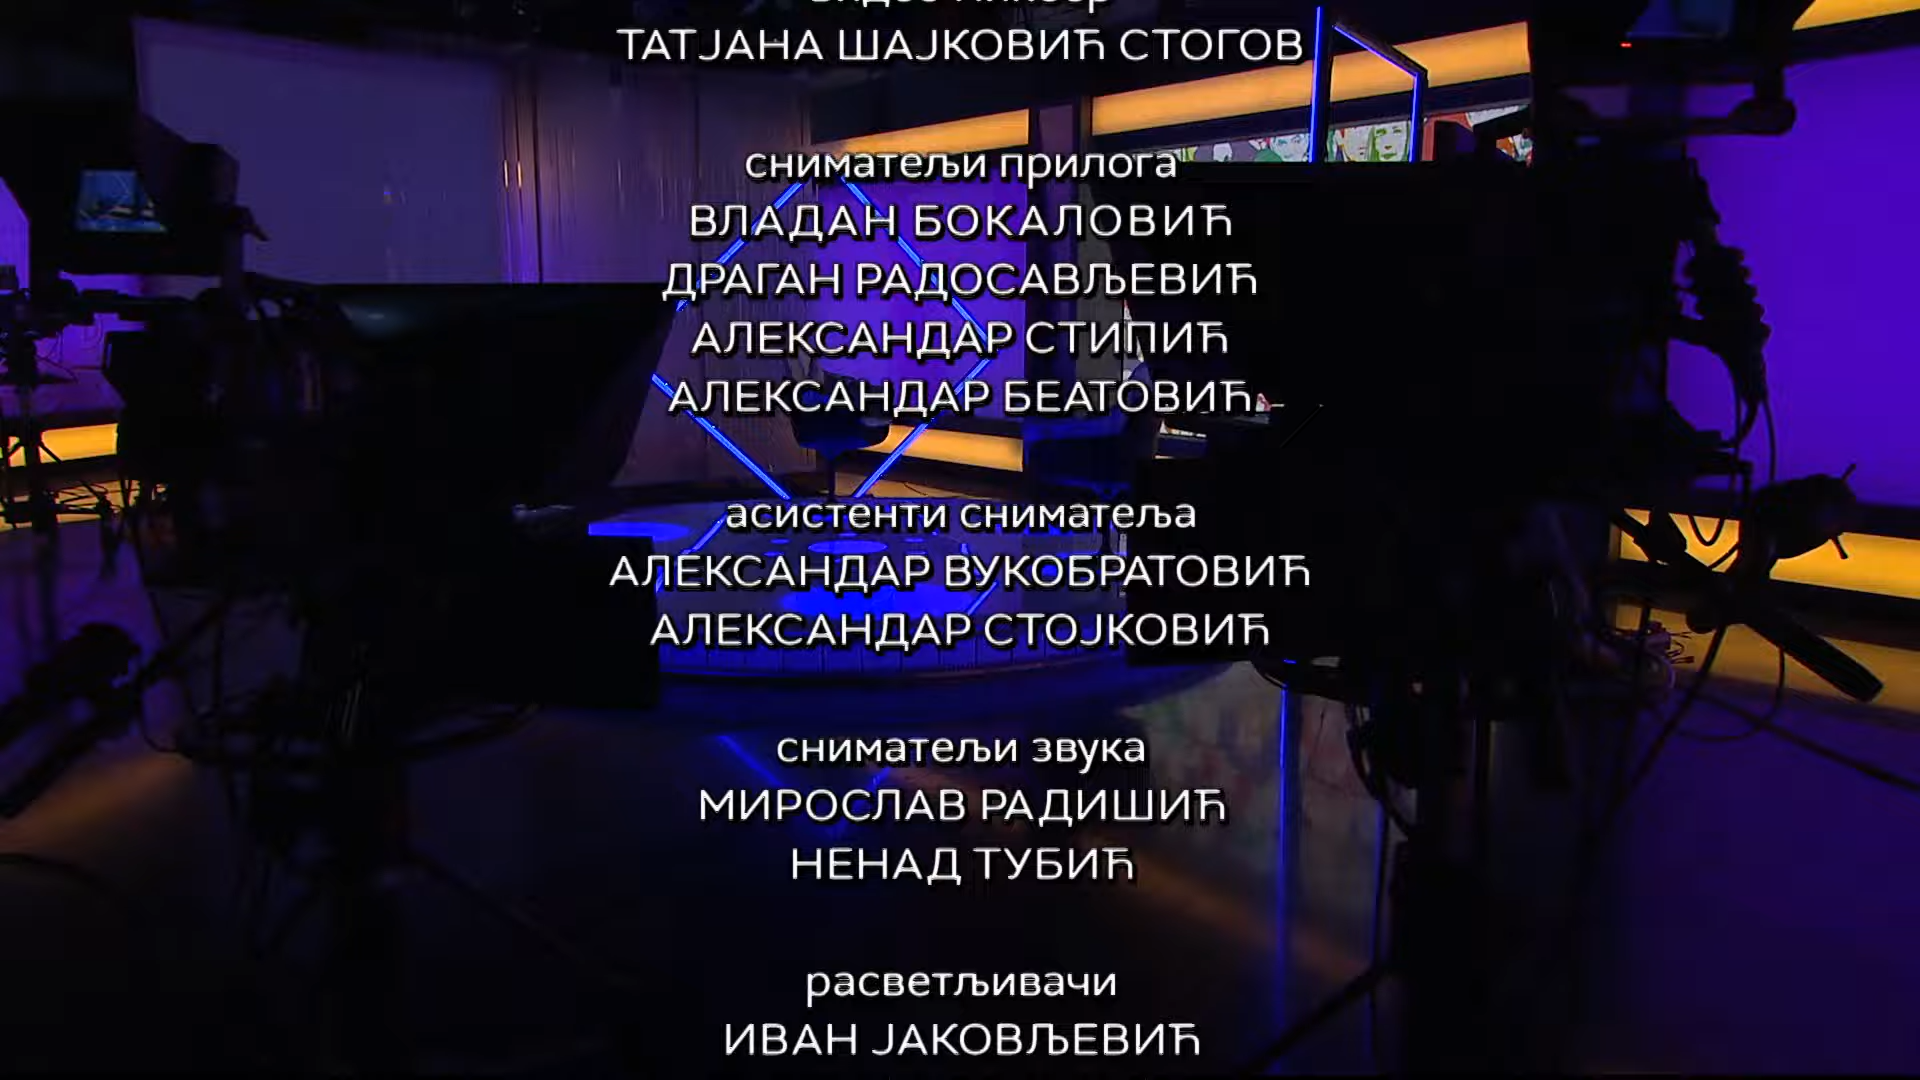 ТАТЈАНА ШАЈКОВИЋ СТОГОВ
сниматељи прилога
ВЛАДАН БОКАЛОВИЋ
ДРАГАН РАДОСАВЉЕВИЋ
АЛЕКСАНДАР СТИПИЋ
АЛЕКСАНДАР БЕАТОВИЋ
асистенти сниматеља
АЛЕКСАНДАР ВУКОБРАТОВИЋ
АЛЕКСАНДАР СТОЈКОВИЋ
сниматељи звука
МИРОСЛАВ РАДИШИЋ
НЕНАД ТУБИЋ
расветљивачи
ИВАН ЈАКОВЉЕВИЋ